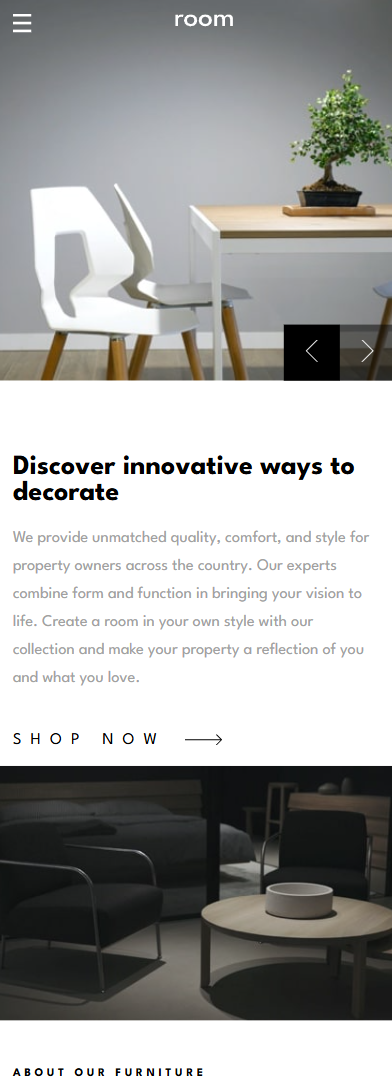 room
Discover innovative ways to
decorate
We provide unmatched quality, comfort, and style for
property owners across the country. Our experts
combine form and function in bringing your vision to
life. Create a room in your own style with our
collection and make your property a reflection of you
and what you love.
SHOP NOW
ABOUT OUR FURNITURE